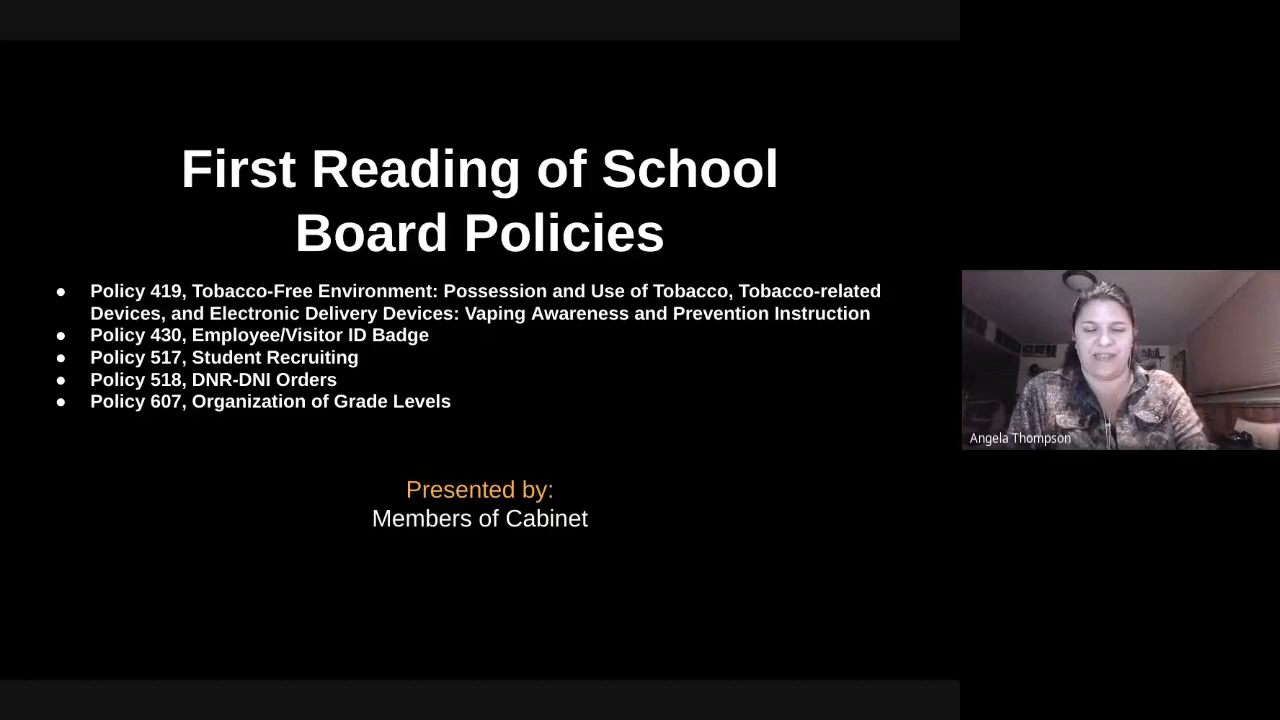 First Reading of School
Board Policies
● Policy 419, Tobacco-Free Environment: Possession and Use of Tobacco, Tobacco-related
Devices, and Electronic Delivery Devices: Vaping Awareness and Prevention Instruction
● Policy 430, Employee/Visitor ID Badge
● Policy 517, Student Recruiting
● Policy 518, DNR-DNI Orders
● Policy 607, Organization of Grade Levels
Presented by:
Members of Cabinet
Angela Thompson